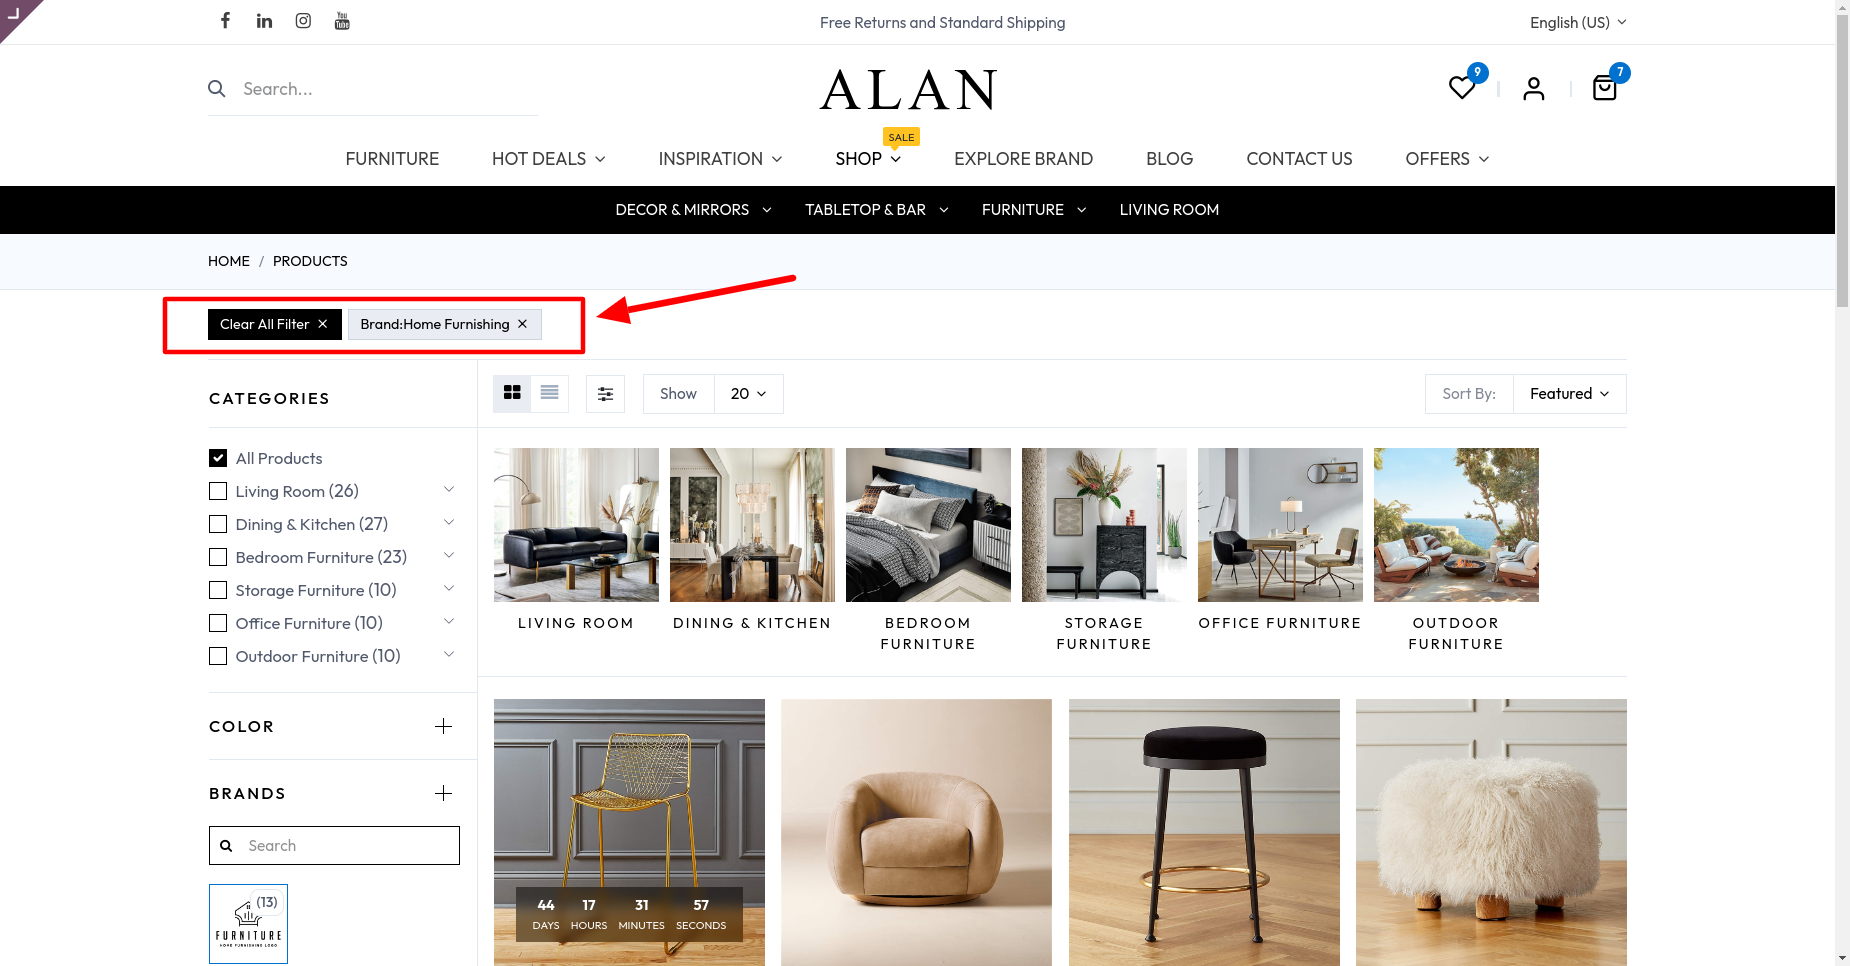 You
Tube
Free Returns and Standard Shipping
English (US)
Search...
ALAN
9
7
SALE
FURNITURE
HOT DEALS
INSPIRATION
SHOP
EXPLORE BRAND
BLOG
CONTACT US
OFFERS
DECOR & MIRRORS
TABLETOP & BAR
FURNITURE
LIVING ROOM
HOME / PRODUCTS
Clear All Filter ✕
Brand:Home Furnishing ✕
CATEGORIES
Show
20
Sort By:
Featured
All Products
Living Room (26)
Dining & Kitchen (27)
Bedroom Furniture (23)
Storage Furniture (10)
Office Furniture (10)
Outdoor Furniture (10)
LIVING ROOM
DINING & KITCHEN
BEDROOM
FURNITURE
STORAGE
FURNITURE
OFFICE FURNITURE
OUTDOOR
FURNITURE
COLOR
BRANDS
Search
(13)
FURNITURE
HOME FURNISHING LOGO
44 17 31 57
DAYS HOURS MINUTES SECONDS